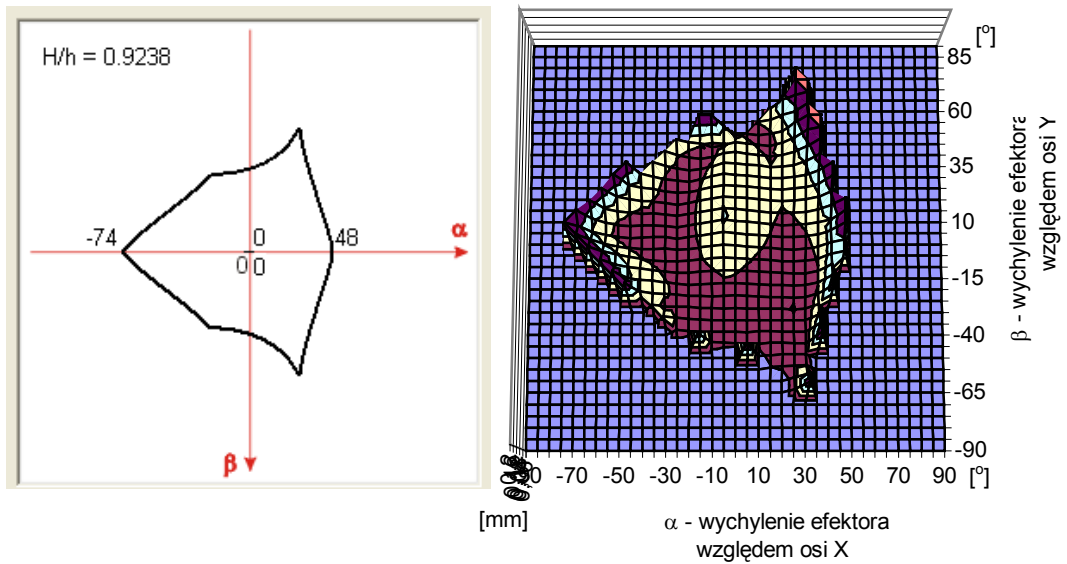 H/h = 0.9238
-74
0
48
α
0 0
β
[°]
85
60
35
10
-15
-40
-65
-90
β - wychylenie efektora
względem osi Y
-70 -50 -30 -10 10 30 50 70 90 [°]
[mm]
α - wychylenie efektora
względem osi X